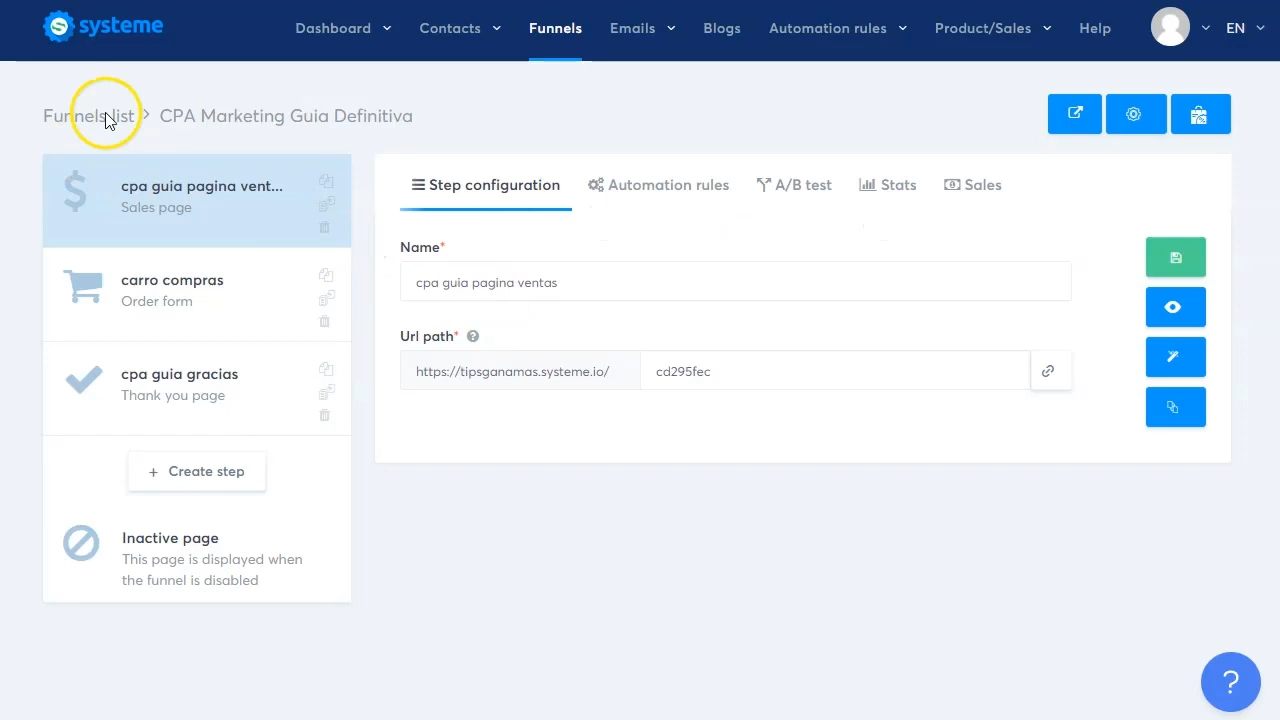 systeme Dashboard Contacts Funnels Emails Blogs Automation rules Product/Sales Help EN
Funnels list > CPA Marketing Guia Definitiva
cpa guia pagina vent...
Sales page
carro compras
Order form
cpa guia gracias
Thank you page
+ Create step
Inactive page
This page is displayed when
the funnel is disabled
Step configuration Automation rules A/B test Stats Sales
Name*
cpa guia pagina ventas
Url path* ?
https://tipsganamas.systeme.io/ cd295fec
?